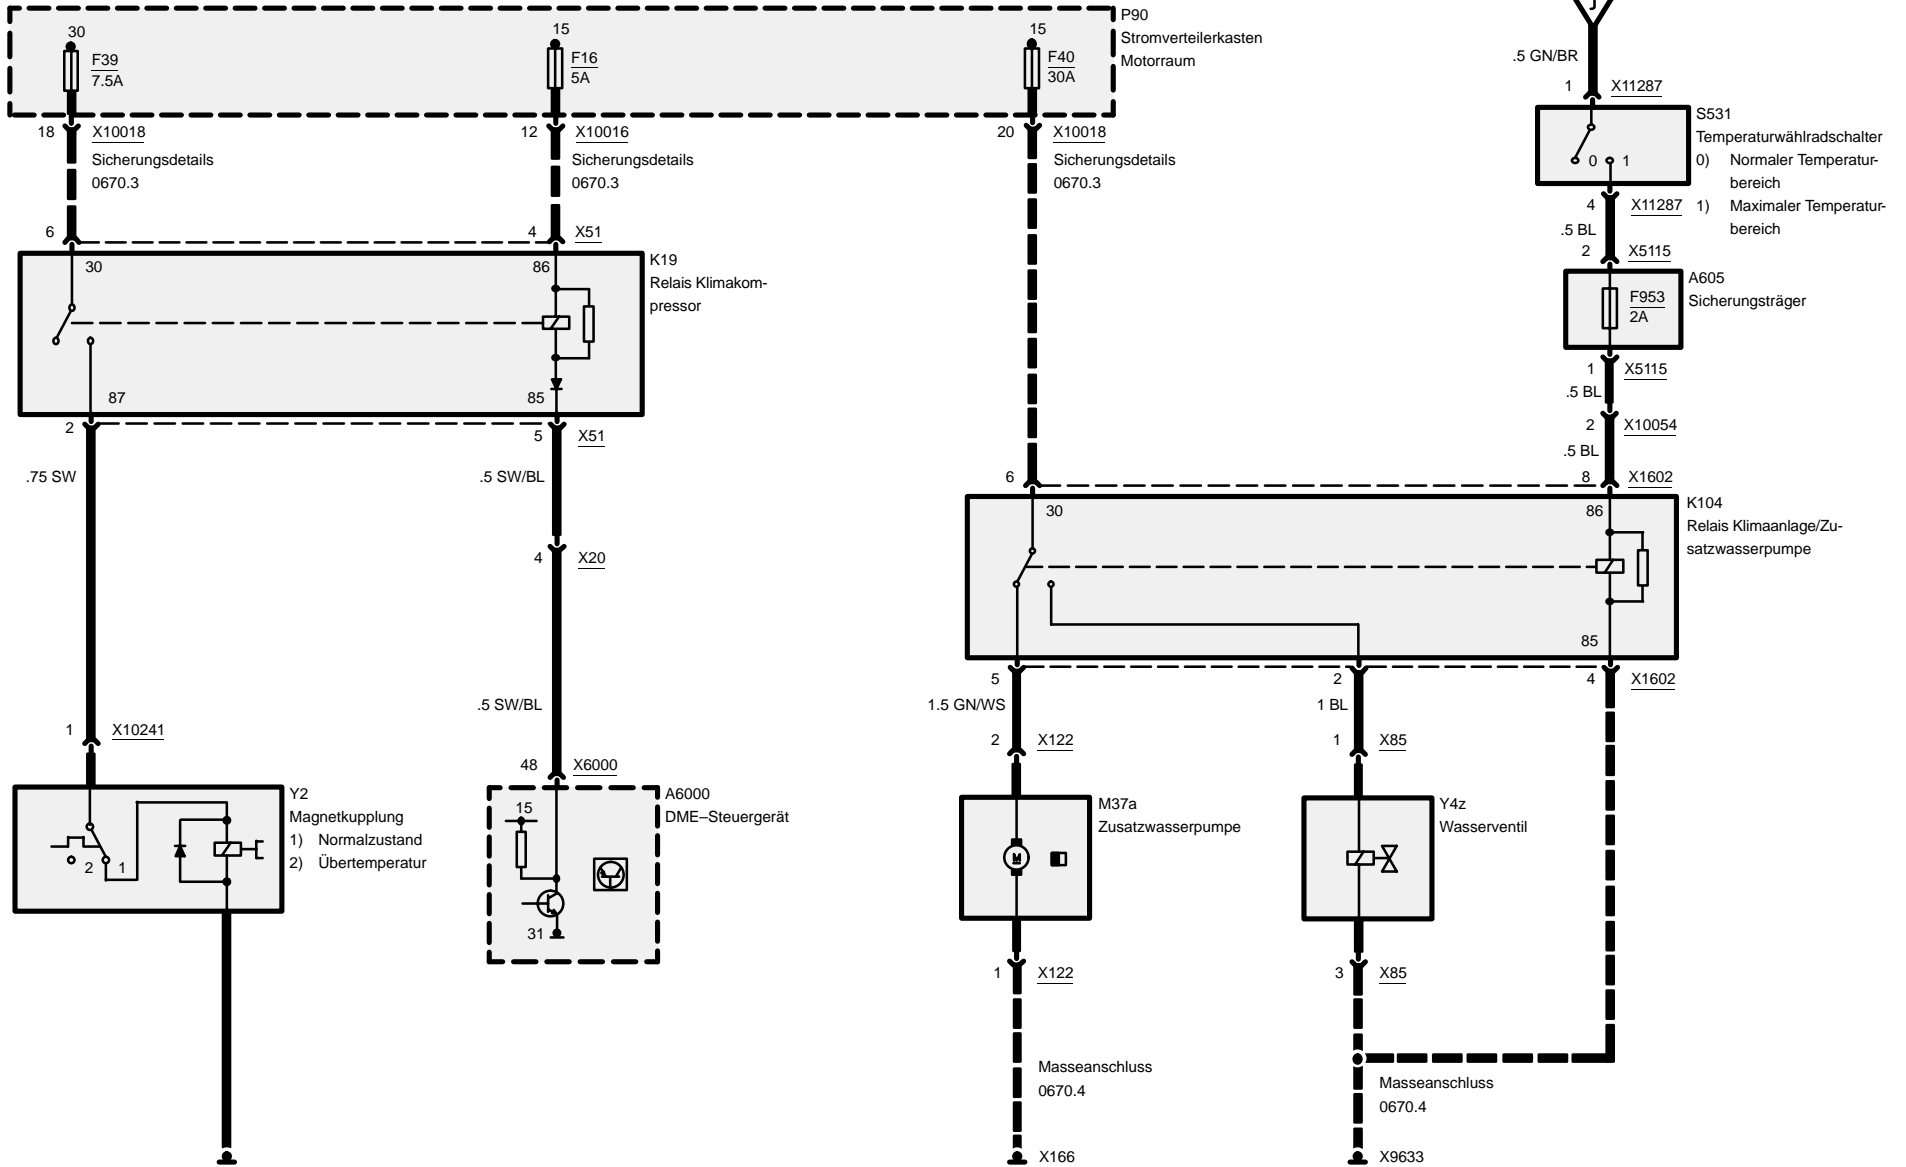 30
F39
7.5A
15
F16
5A
15
F40
30A
P90
Stromverteilerkasten
Motorraum
J
.5 GN/BR
1 X11287
18 X10018
Sicherungsdetails
0670.3
12 X10016
Sicherungsdetails
0670.3
20 X10018
Sicherungsdetails
0670.3
S531
Temperaturwählradschalter
0) Normaler Temperatur-
bereich
1) Maximaler Temperatur-
bereich
0 1
4 X11287
.5 BL
2 X5115
A605
Sicherungsträger
F953
2A
1 X5115
.5 BL
2 X10054
.5 BL
6
4 X51
K19
Relais Klimakom-
pressor
30
86
87
85
2
5 X51
.75 SW
.5 SW/BL
4 X20
.5 SW/BL
1 X10241
48 X6000
6
8 X1602
K104
Relais Klimaanlage/Zu-
satzwasserpumpe
30
86
85
5
2
4 X1602
1.5 GN/WS
1 BL
2 X122
1 X85
Y2
Magnetkupplung
1) Normalzustand
2) Übertemperatur
2 1
A6000
DME–Steuergerät
15
31
M37a
Zusatzwasserpumpe
M
Y4z
Wasserventil
1 X122
3 X85
Masseanschluss
0670.4
Masseanschluss
0670.4
X166
X9633